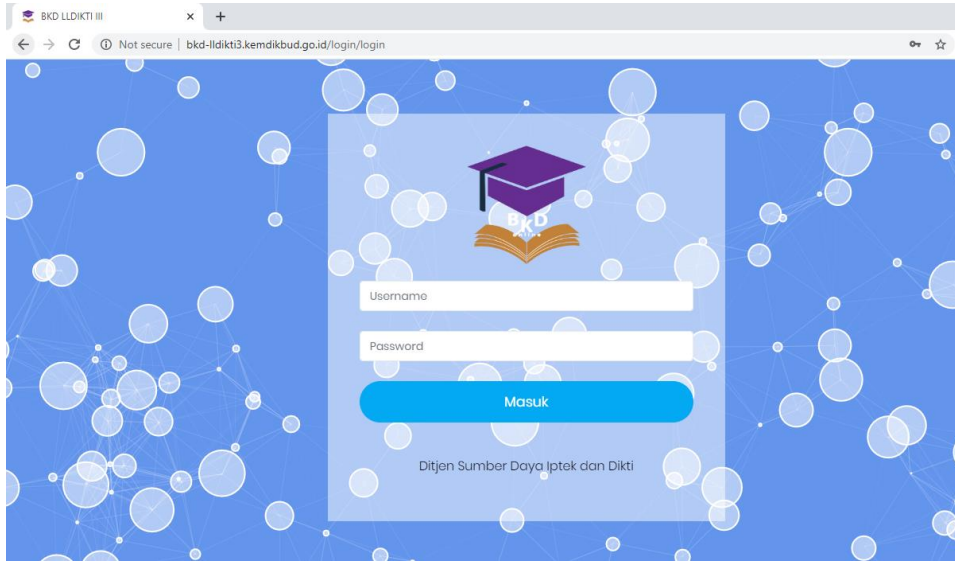 BKD LLDIKTI III
Not secure | bkd-lldikti3.kemdikbud.go.id/login/login
BKD
Username
Password
Masuk
Ditjen Sumber Daya Iptek dan Dikti